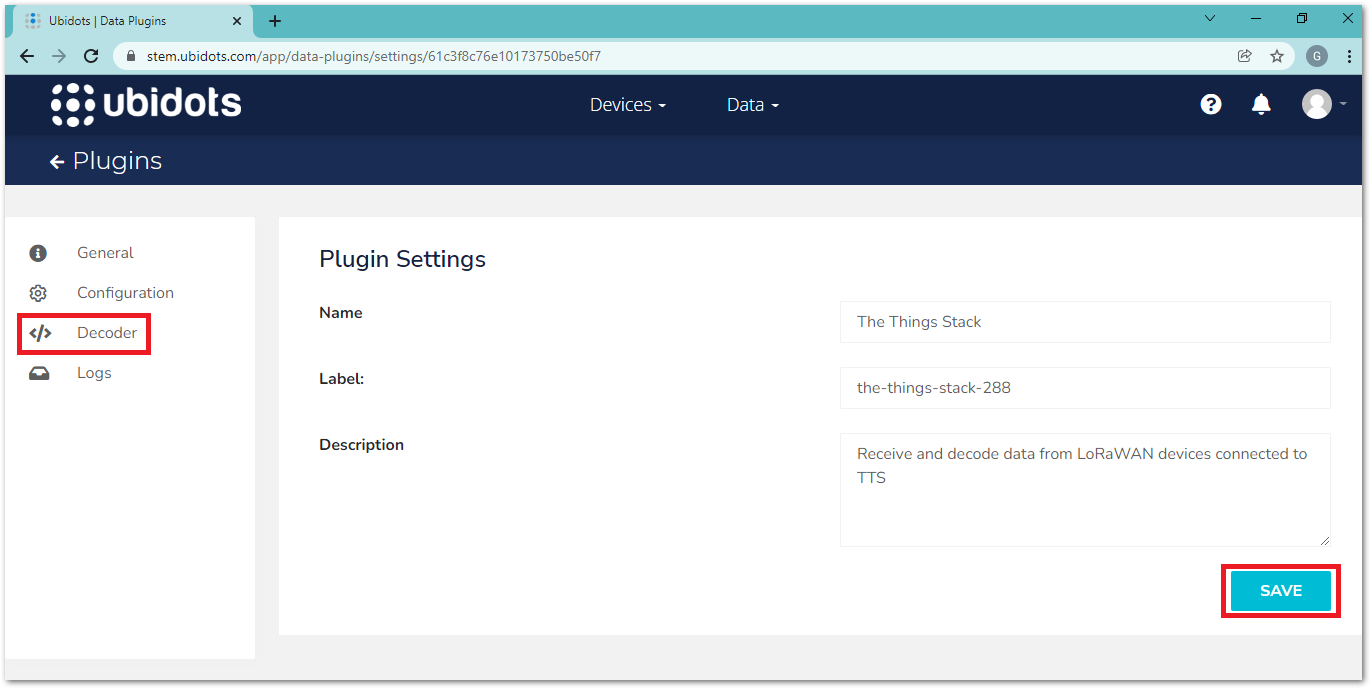 Ubidots | Data Plugins
stem.ubidots.com/app/data-plugins/settings/61c3f8c76e10173750be50f7
G
ubidots
Devices
Data
Plugins
General
Configuration
Decoder
Logs
Plugin Settings
Name
The Things Stack
Label:
the-things-stack-288
Description
Receive and decode data from LoRaWAN devices connected to
TTS
SAVE